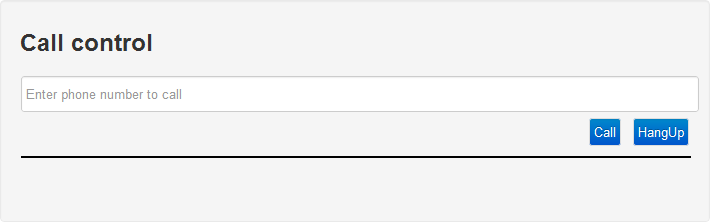 Call control
Enter phone number to call
Call HangUp